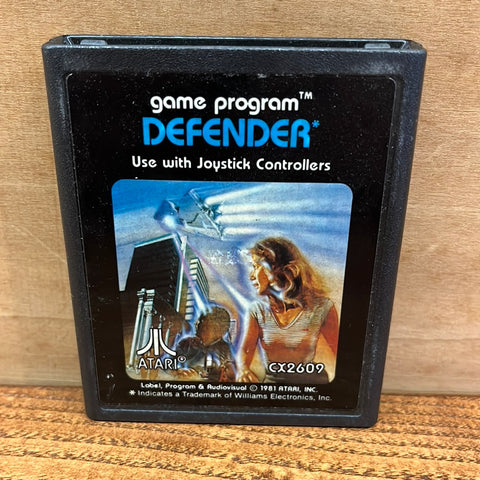 game program™
DEFENDER*
Use with Joystick Controllers
ATARI®
CX2609
Label, Program & Audiovisual © 1981 ATARI, INC.
* Indicates a Trademark of Williams Electronics, Inc.